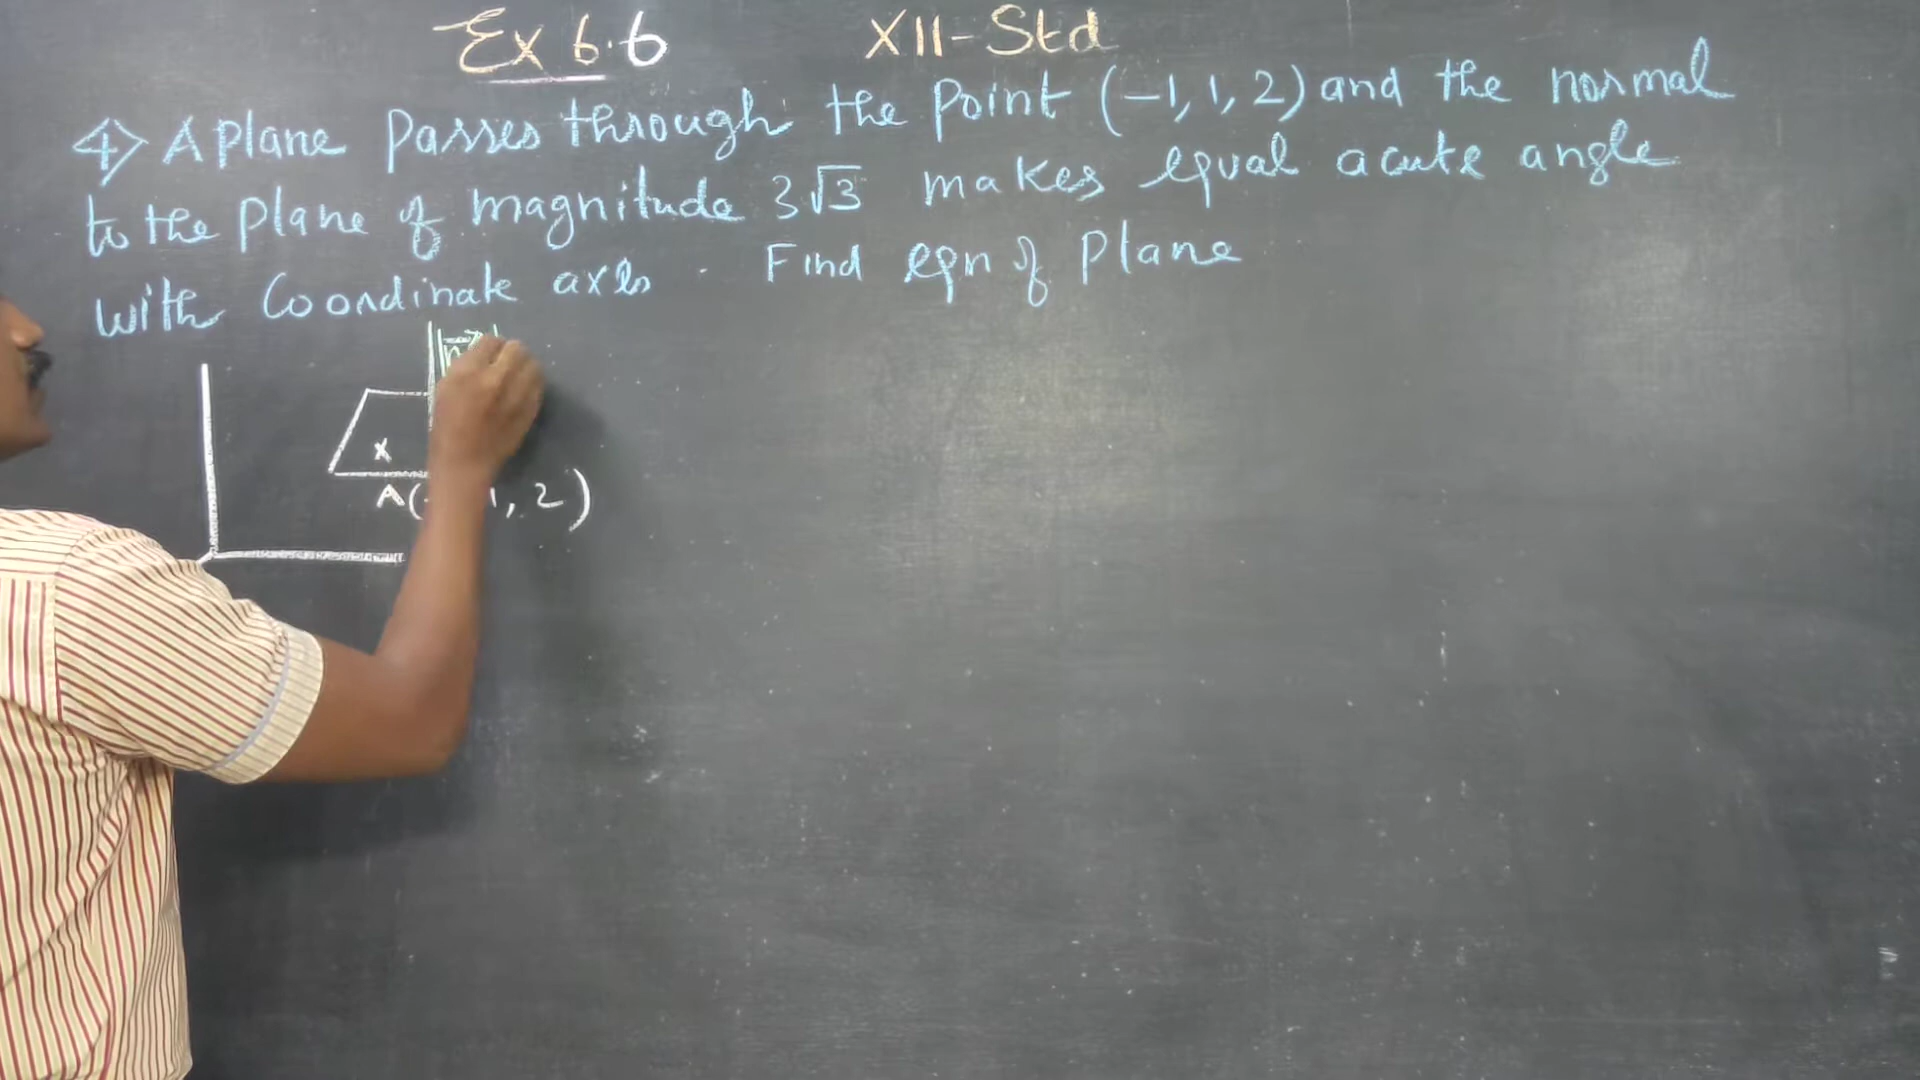 Ex 6.6 XII-Std
4) A Plane Passes through the Point (-1, 1, 2) and the normal
to the Plane of magnitude 3√3 makes equal acute angle
with Coordinate axes. Find eqn of Plane
x
A( 1, 2)